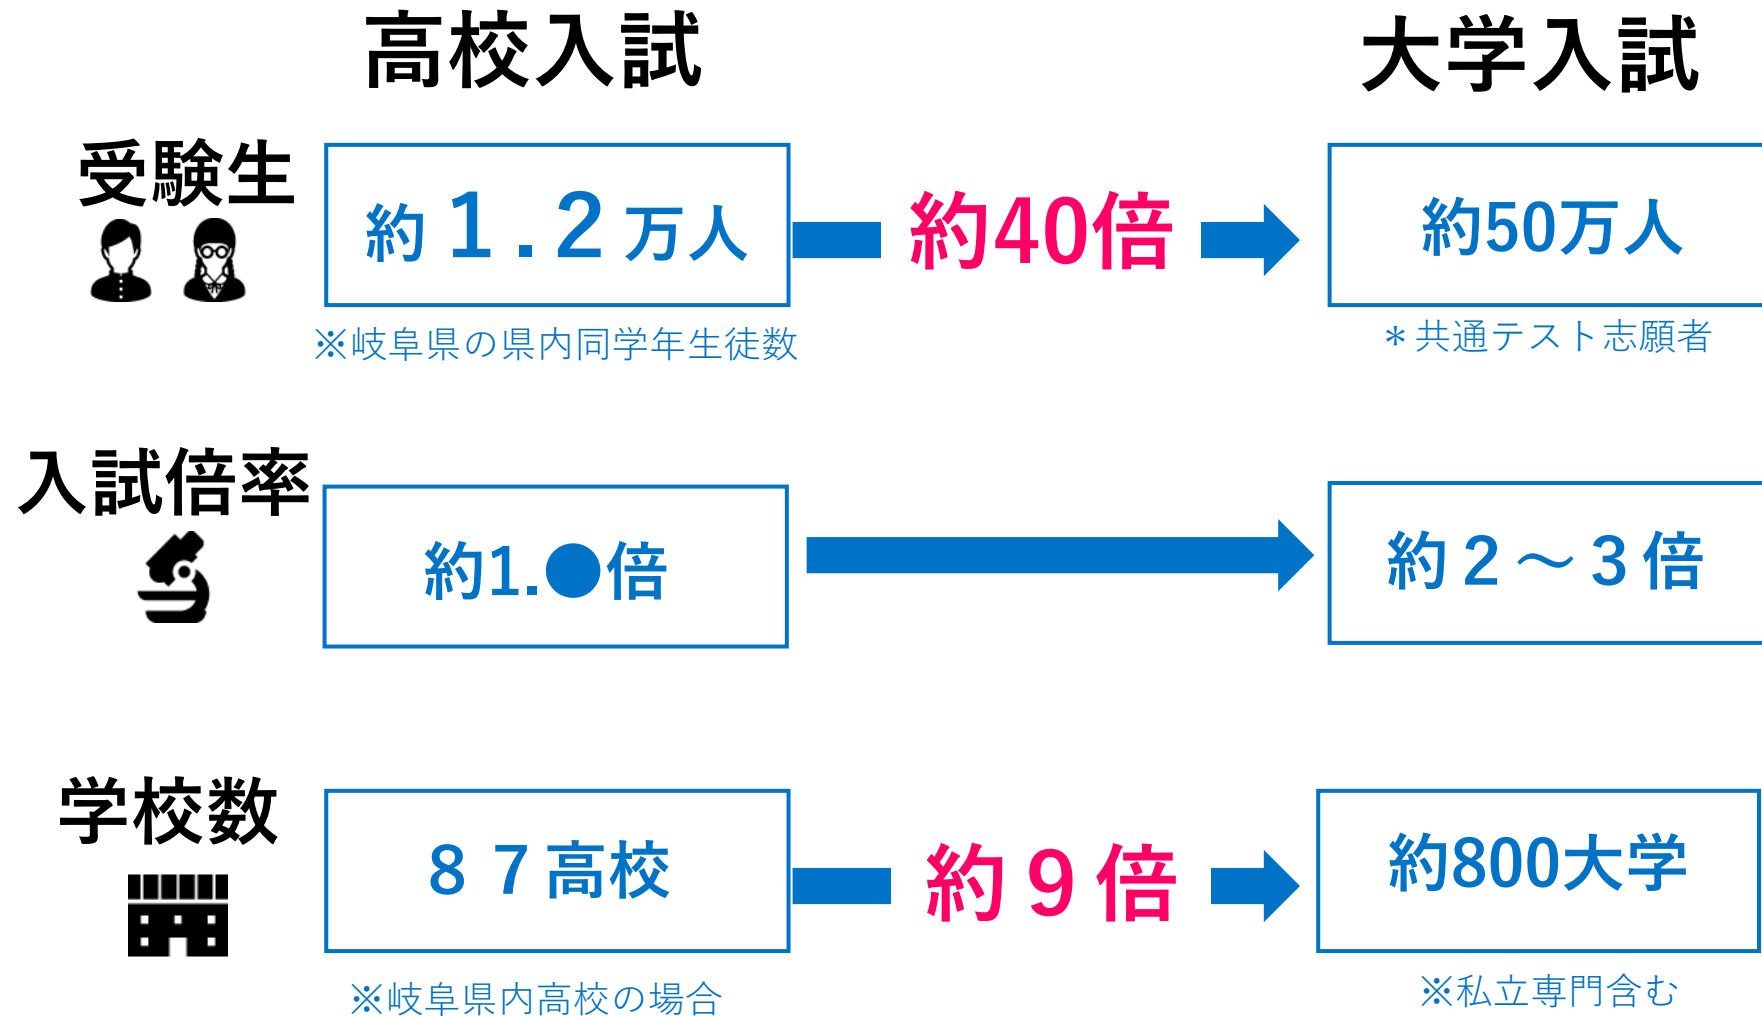 高校入試
大学入試
受験生
約１.２万人
約40倍
約50万人
※岐阜県の県内同学年生徒数
＊共通テスト志願者
入試倍率
約1.●倍
約２～３倍
学校数
８７高校
約９倍
約800大学
※岐阜県内高校の場合
※私立専門含む